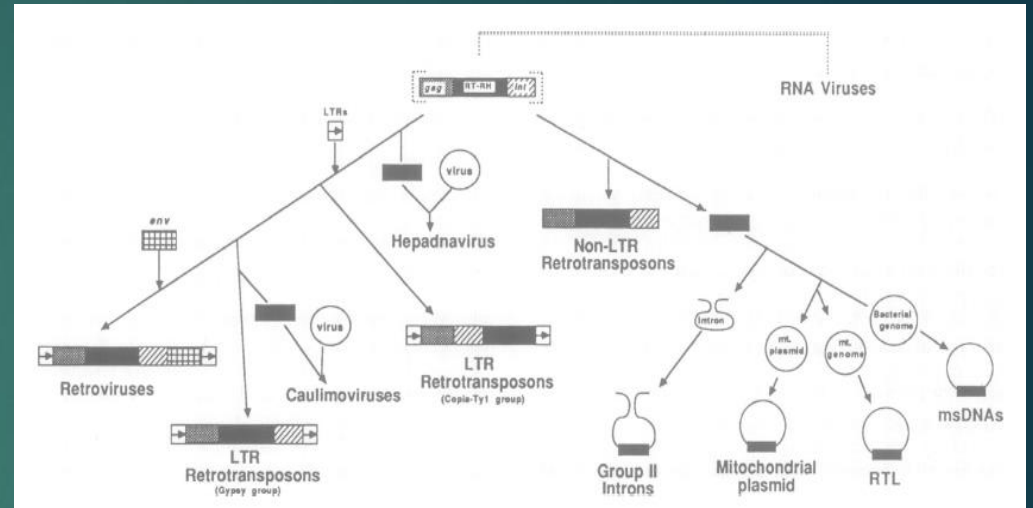 gag RT-RH int
RNA Viruses
LTRs
virus
Hepadnavirus
env
Non-LTR
Retrotransposons
Retroviruses
virus
Caulimoviruses
LTR
Retrotransposons
(Copia-Ty1 group)
LTR
Retrotransposons
(Gypsy group)
Intron
mt.
plasmid
mt.
genome
Bacterial
genome
Group II
Introns
Mitochondrial
plasmid
RTL
msDNAs